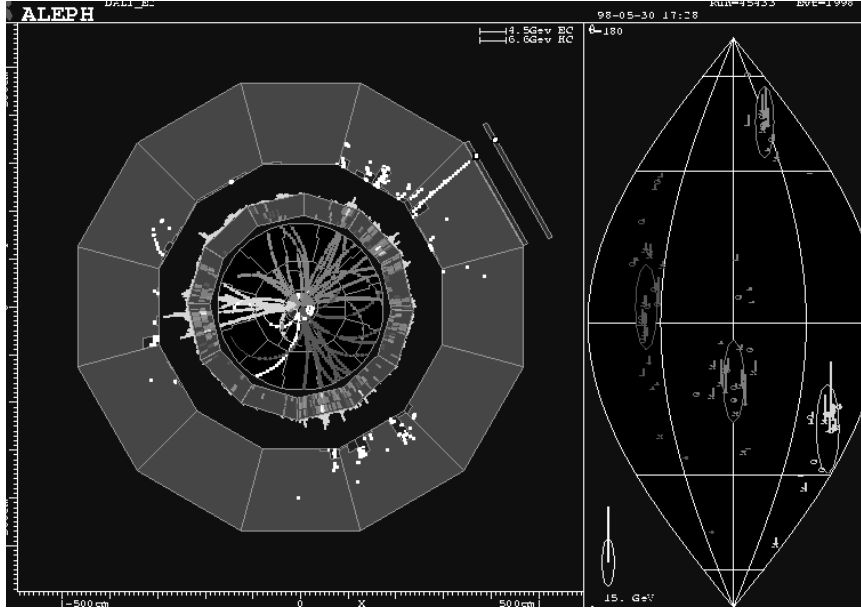 ALEPH
DALI_E
98-05-30 17:28
Run=45433 Evt=1998
4.5Gev EC
6.6Gev HC
θ=180
-500cm 0 X 500cm
15. GeV